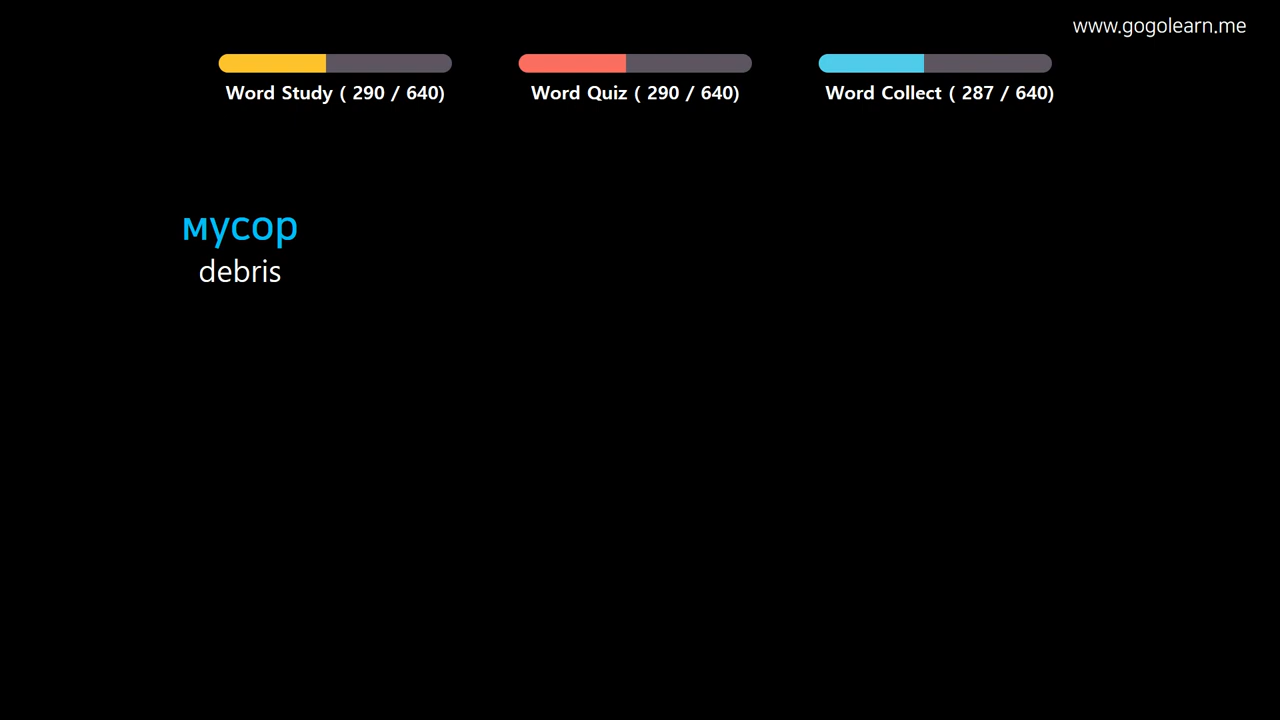 www.gogolearn.me
Word Study ( 290 / 640)
Word Quiz ( 290 / 640)
Word Collect ( 287 / 640)
мусор
debris